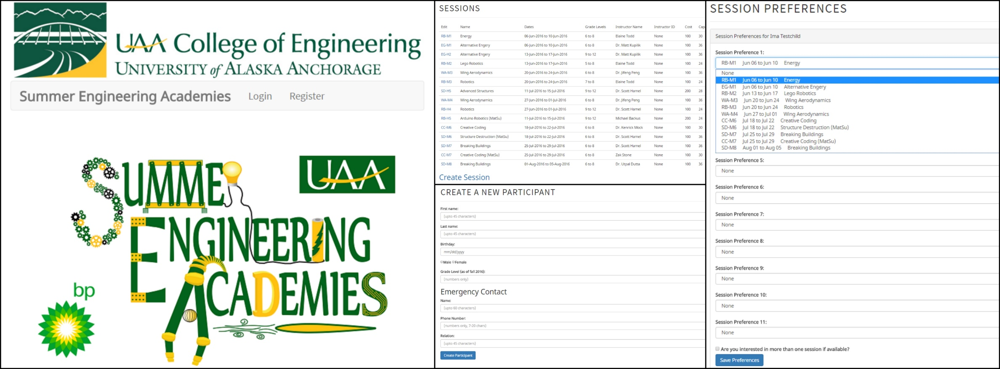 UAA College of Engineering
UNIVERSITY of ALASKA ANCHORAGE
Summer Engineering Academies Login Register
SUMMER
UAA
ENGINEERING
ACADEMIES
bp
SESSIONS
Edit Name Dates Grade Levels Instructor Name Instructor ID Cost Cap
RB-M1 Energy 06-Jun-2016 to 10-Jun-2016 6 to 8 Elaine Todd None 100 30
EG-M1 Alternative Engery 06-Jun-2016 to 10-Jun-2016 6 to 8 Dr. Matt Kupilik None 100 36
EG-H2 Alternative Engery 13-Jun-2016 to 17-Jun-2016 9 to 12 Dr. Matt Kupilik None 100 36
RB-M2 Lego Robotics 13-Jun-2016 to 17-Jun-2016 5 to 8 Elaine Todd None 100 24
WA-M3 Wing Aerodynamics 20-Jun-2016 to 24-Jun-2016 6 to 8 Dr. Jifeng Peng None 100 36
RB-M3 Robotics 20-Jun-2016 to 24-Jun-2016 7 to 8 Elaine Todd None 100 24
SD-H5 Advanced Structures 11-Jul-2016 to 15-Jul-2016 9 to 12 Dr. Scott Hamel None 200 28
WA-M4 Wing Aerodynamics 27-Jun-2016 to 01-Jul-2016 6 to 8 Dr. Jifeng Peng None 100 36
RB-H4 Robotics 27-Jun-2016 to 01-Jul-2016 9 to 12 Dr. Scott Hamel None 100 24
RB-H5 Arduino Robotics (MatSu) 11-Jul-2016 to 15-Jul-2016 9 to 12 Michael Backus None 200 24
CC-M6 Creative Coding 18-Jul-2016 to 22-Jul-2016 6 to 8 Dr. Kenrick Mock None 100 30
SD-M6 Structure Destruction (MatSu) 18-Jul-2016 to 22-Jul-2016 6 to 8 Dr. Scott Hamel None 100 36
SD-M7 Breaking Buildings 25-Jul-2016 to 29-Jul-2016 6 to 8 Dr. Scott Hamel None 100 36
CC-M7 Creative Coding (MatSu) 25-Jul-2016 to 29-Jul-2016 6 to 8 Zak Stone None 100 30
SD-M8 Breaking Buildings 01-Aug-2016 to 05-Aug-2016 6 to 8 Dr. Utpal Dutta None 100 36
Create Session
CREATE A NEW PARTICIPANT
First name:
(upto 45 characters)
Last name:
(upto 45 characters)
Birthday:
mm/dd/yyyy
Male Female
Grade Level (as of fall 2016):
(numbers only)
Emergency Contact
Name:
(upto 60 characters)
Phone Number:
(numbers only, 7-20 chars)
Relation:
(upto 45 characters)
Create Participant
SESSION PREFERENCES
Session Preferences for Ima Testchild
Session Preference 1:
RB-M1 Jun 06 to Jun 10 Energy
None
RB-M1 Jun 06 to Jun 10 Energy
EG-M1 Jun 06 to Jun 10 Alternative Engery
RB-M2 Jun 13 to Jun 17 Lego Robotics
WA-M3 Jun 20 to Jun 24 Wing Aerodynamics
RB-M3 Jun 20 to Jun 24 Robotics
WA-M4 Jun 27 to Jul 01 Wing Aerodynamics
CC-M6 Jul 18 to Jul 22 Creative Coding
SD-M6 Jul 18 to Jul 22 Structure Destruction (MatSu)
SD-M7 Jul 25 to Jul 29 Breaking Buildings
CC-M7 Jul 25 to Jul 29 Creative Coding (MatSu)
SD-M8 Aug 01 to Aug 05 Breaking Buildings
Session Preference 5:
None
Session Preference 6:
None
Session Preference 7:
None
Session Preference 8:
None
Session Preference 9:
None
Session Preference 10:
None
Session Preference 11:
None
Are you interested in more than one session if available?
Save Preferences